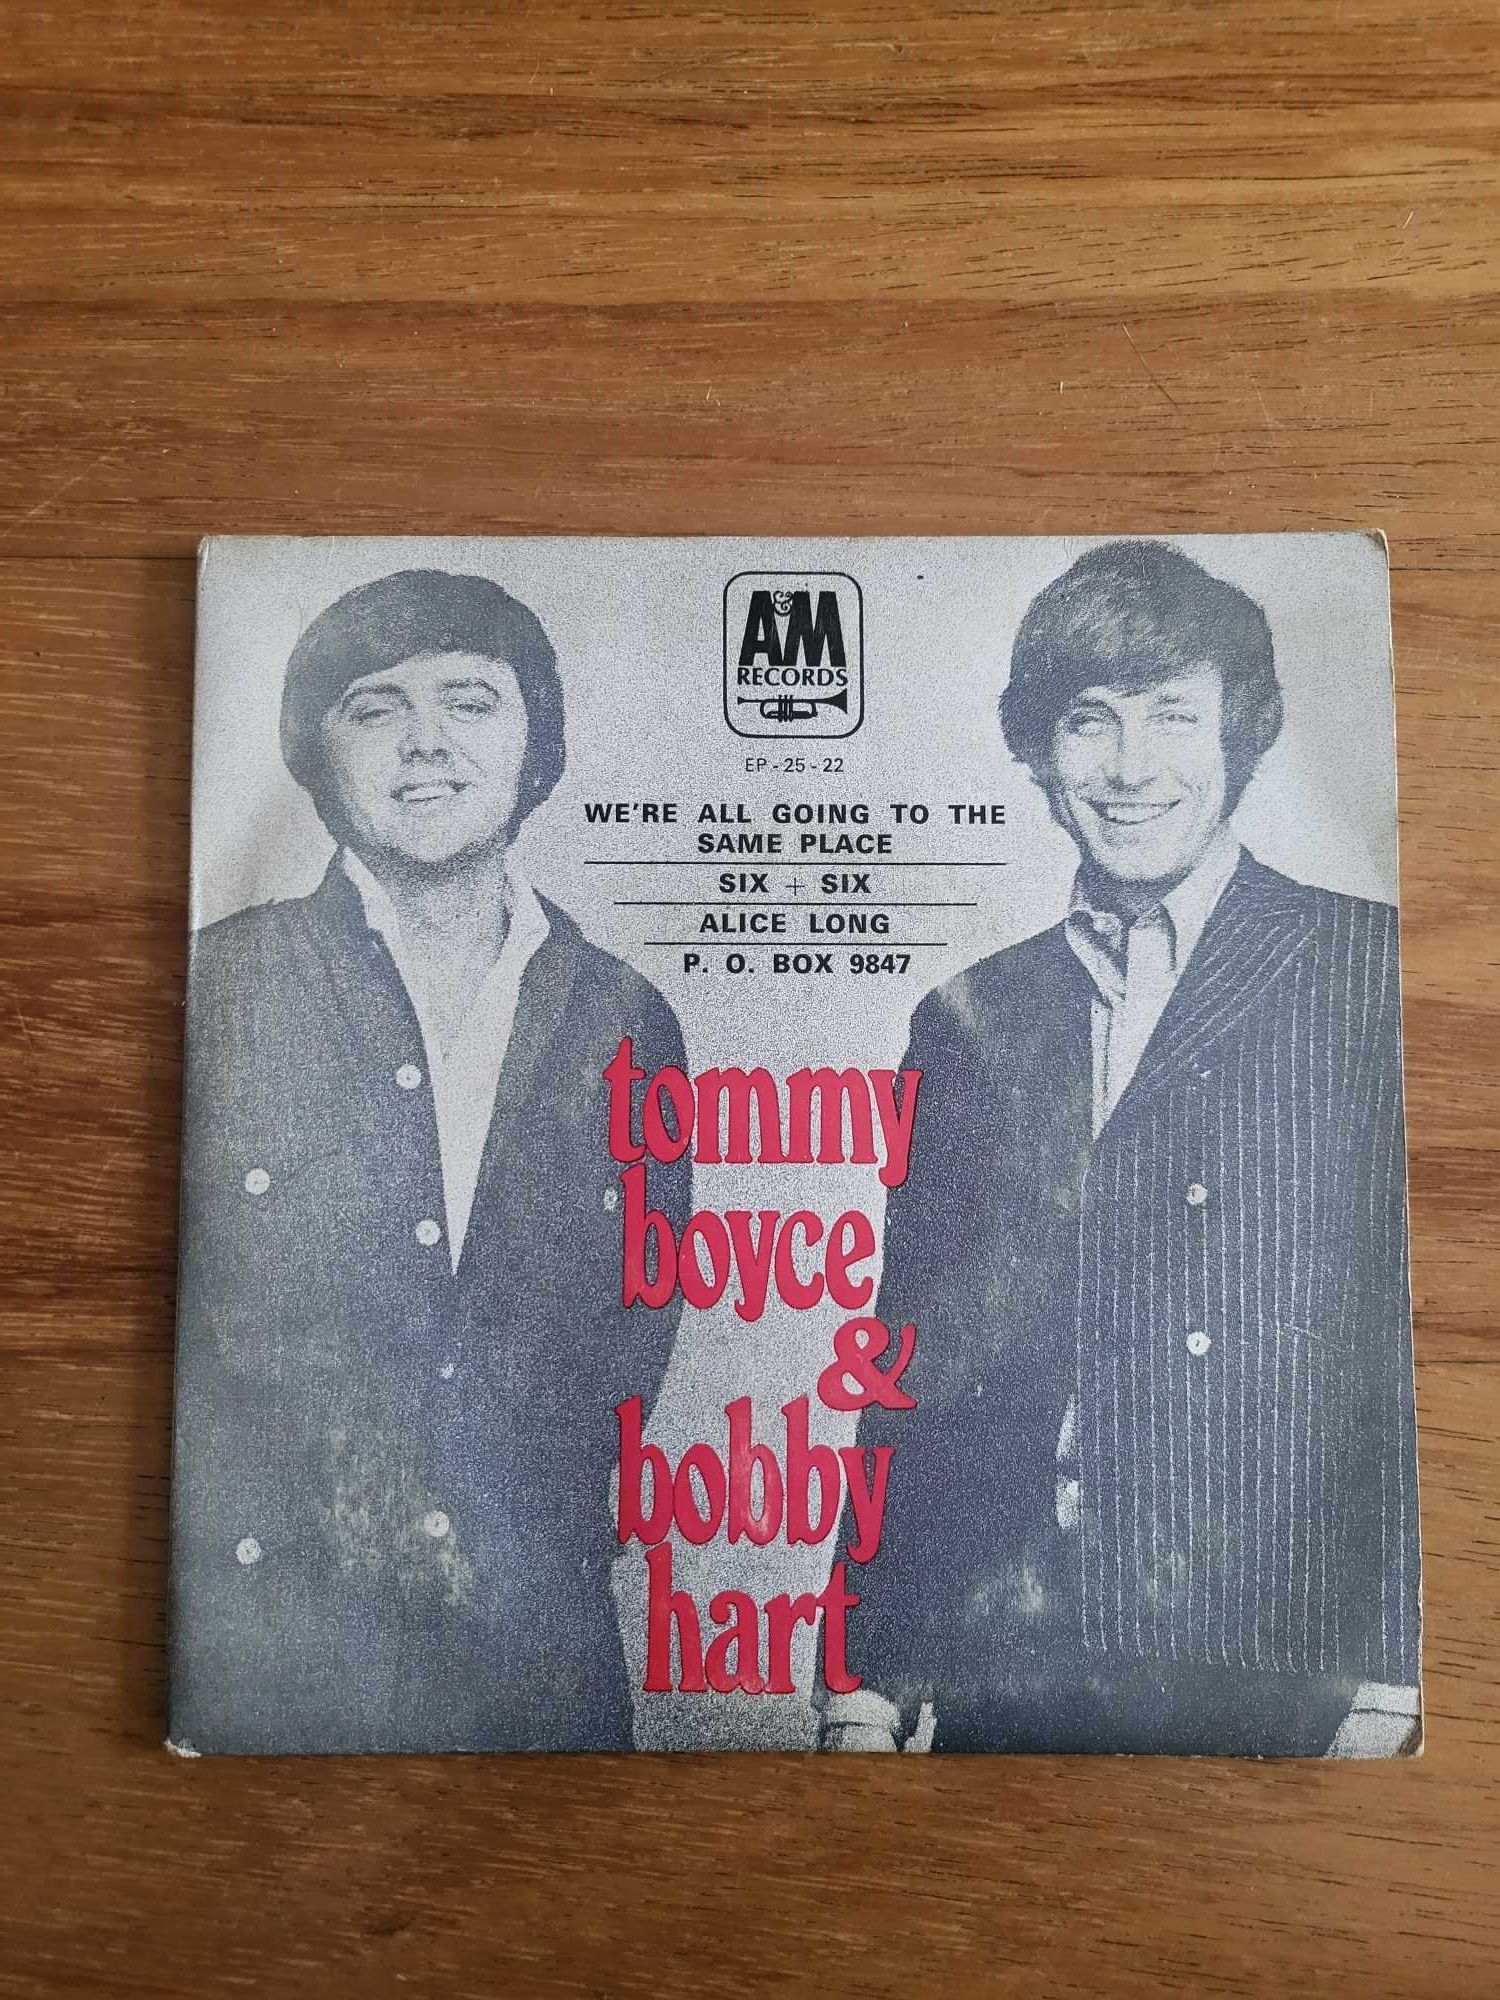 A&M
RECORDS
EP - 25 - 22
WE'RE ALL GOING TO THE
SAME PLACE
SIX + SIX
ALICE LONG
P. O. BOX 9847
tommy
boyce
&
bobby
hart